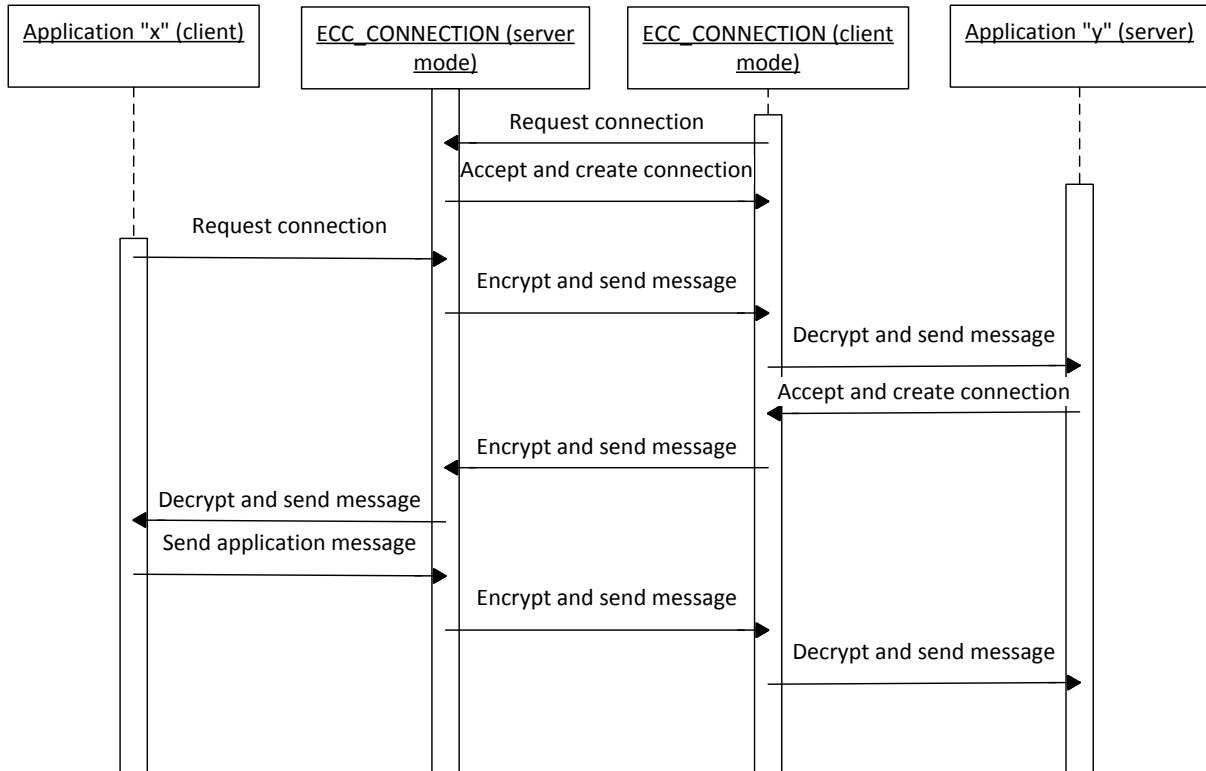 Application "x" (client)
ECC_CONNECTION (server
mode)
ECC_CONNECTION (client
mode)
Application "y" (server)
Request connection
Accept and create connection
Request connection
Encrypt and send message
Decrypt and send message
Accept and create connection
Encrypt and send message
Decrypt and send message
Send application message
Encrypt and send message
Decrypt and send message